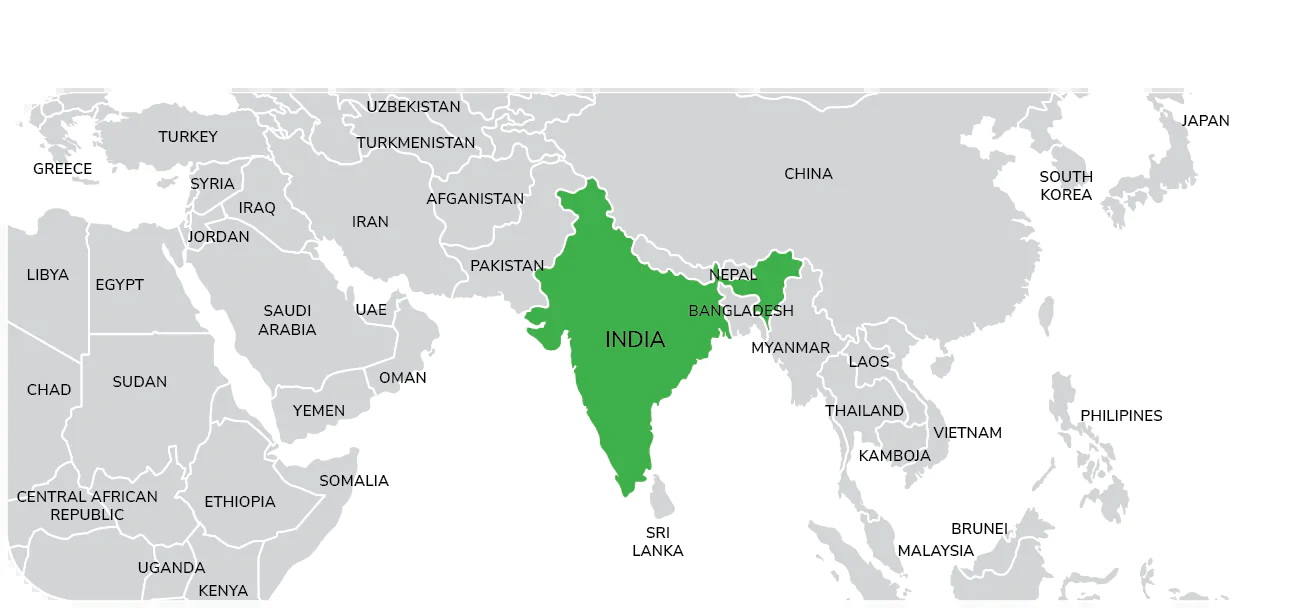 UZBEKISTAN
JAPAN
TURKEY
TURKMENISTAN
GREECE
CHINA
SYRIA
SOUTH
KOREA
AFGANISTAN
IRAQ
IRAN
JORDAN
PAKISTAN
LIBYA
EGYPT
NEPAL
SAUDI
ARABIA
UAE
BANGLADESH
INDIA
MYANMAR
LAOS
CHAD
SUDAN
OMAN
YEMEN
THAILAND
PHILIPINES
VIETNAM
KAMBOJA
SOMALIA
CENTRAL AFRICAN
REPUBLIC
ETHIOPIA
SRI
LANKA
BRUNEI
MALAYSIA
UGANDA
KENYA